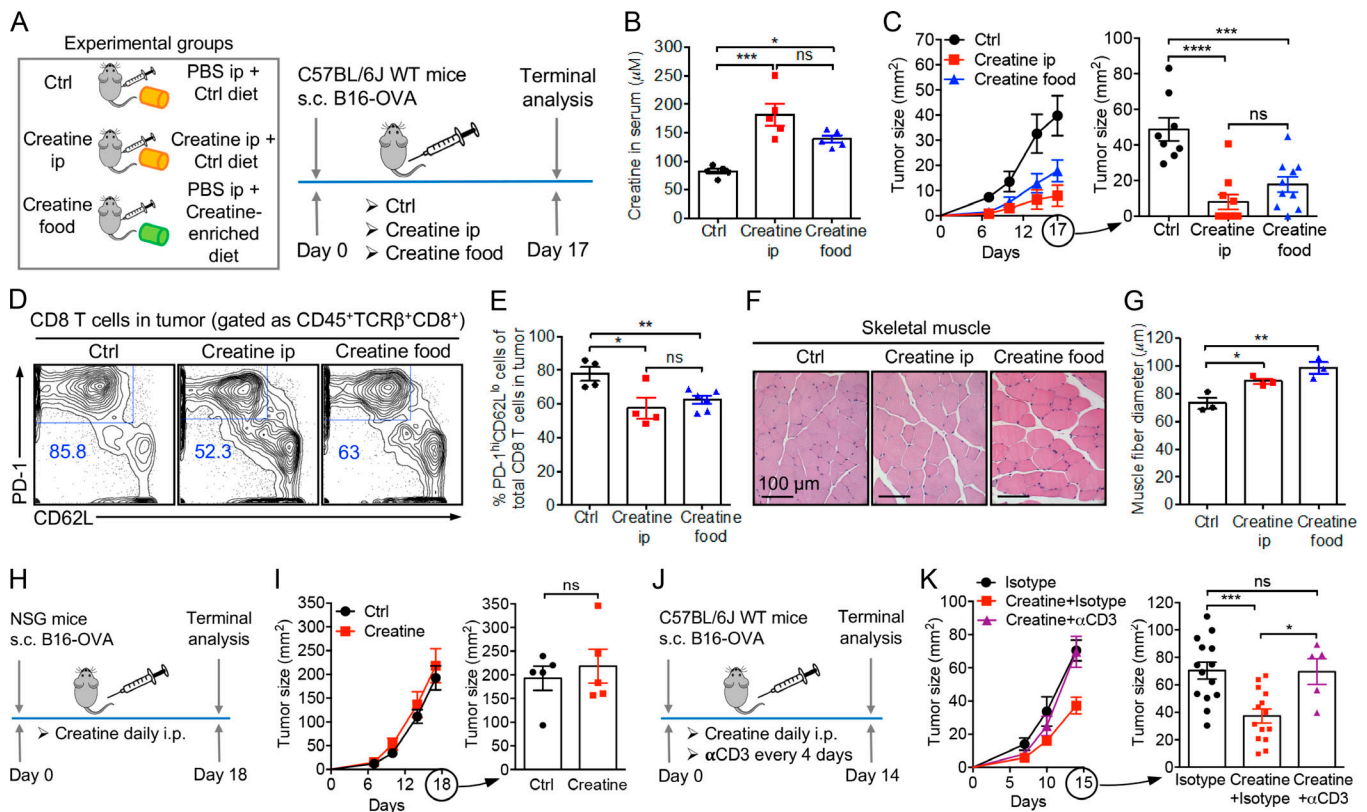 A
Experimental groups
Ctrl
PBS ip +
Ctrl diet
Creatine
ip
Creatine ip +
Ctrl diet
Creatine
food
PBS ip +
Creatine-
enriched
diet
C57BL/6J WT mice
s.c. B16-OVA
Terminal
analysis
➢ Ctrl
➢ Creatine ip
➢ Creatine food
Day 0
Day 17
B
Creatine in serum (µM)
300
250
200
150
100
50
0
*
***
ns
Ctrl
Creatine
ip
Creatine
food
C
Ctrl
Creatine ip
Creatine food
Tumor size (mm²)
70
60
40
20
10
0
0 6 12 14 17
Days
Tumor size (mm²)
100
80
60
40
20
0
***
****
ns
Ctrl
Creatine
ip
Creatine
food
D
CD8 T cells in tumor (gated as CD45⁺TCRβ⁺CD8⁺)
Ctrl
Creatine ip
Creatine food
85.8
52.3
63
PD-1
CD62L
E
% PD-1ʰⁱCD62Lˡᵒ cells of
total CD8 T cells in tumor
100
80
60
40
20
0
**
*
ns
Ctrl
Creatine
ip
Creatine
food
F
Skeletal muscle
Ctrl
Creatine ip
Creatine food
100 µm
G
Muscle fiber diameter (µm)
140
120
100
80
60
40
20
0
**
*
Ctrl
Creatine
ip
Creatine
food
H
NSG mice
s.c. B16-OVA
Terminal
analysis
➢ Creatine daily i.p.
Day 0
Day 18
I
Ctrl
Creatine
Tumor size (mm²)
350
300
250
200
150
100
50
0
0 6 12 18
Days
Tumor size (mm²)
350
300
250
200
150
100
50
0
ns
Ctrl
Creatine
J
C57BL/6J WT mice
s.c. B16-OVA
Terminal
analysis
➢ Creatine daily i.p.
➢ αCD3 every 4 days
Day 0
Day 14
K
Isotype
Creatine+Isotype
Creatine+αCD3
Tumor size (mm²)
100
80
60
40
20
0
0 5 10 15
Days
Tumor size (mm²)
120
100
80
60
40
20
0
ns
***
*
Isotype
Creatine
+Isotype
Creatine
+αCD3